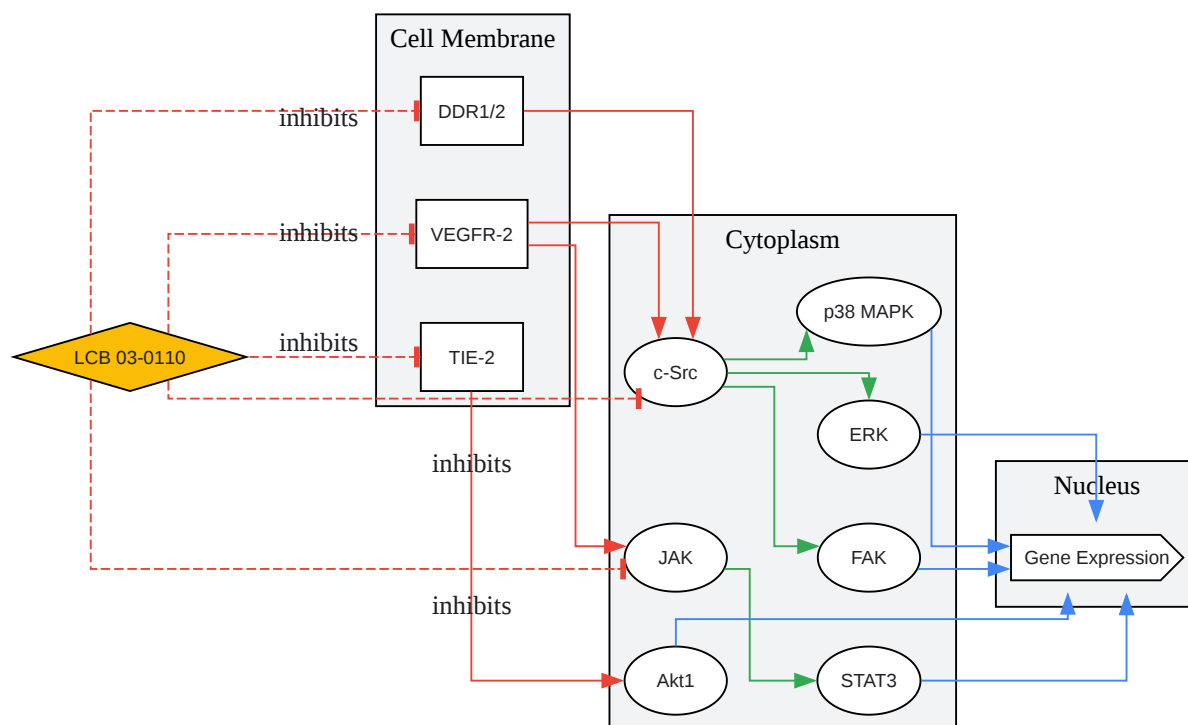 Cell Membrane
DDR1/2
inhibits
VEGFR-2
inhibits
Cytoplasm
p38 MAPK
inhibits
LCB 03-0110
TIE-2
c-Src
ERK
inhibits
Nucleus
JAK
FAK
Gene Expression
inhibits
Akt1
STAT3